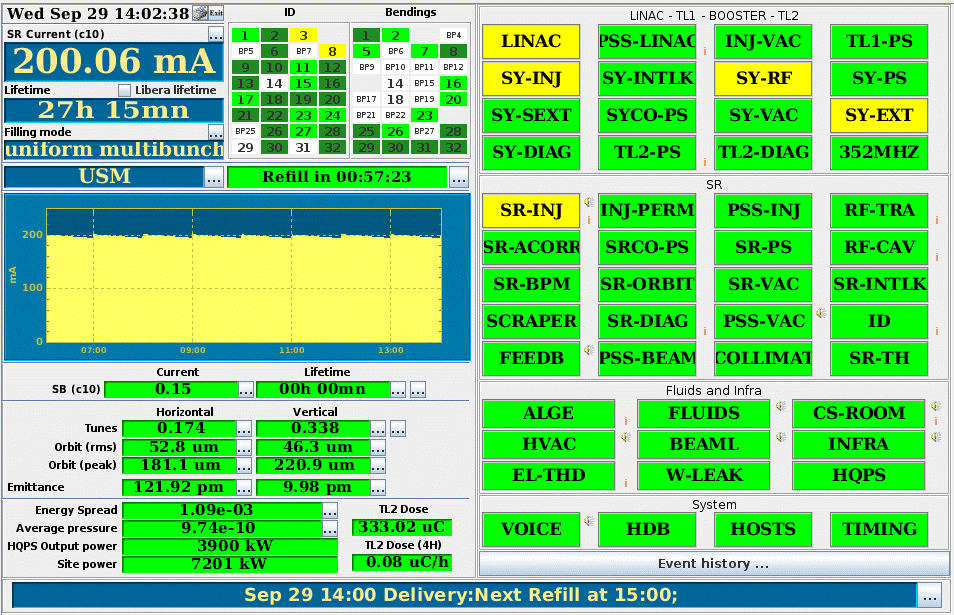 Wed Sep 29 14:02:38 Exit
SR Current (c10) ...
200.06 mA
Lifetime Libera lifetime
27h 15mn
Filling mode ...
uniform multibunch
ID Bendings
1 2 3 1 2 BP4
BP5 6 BP7 8 5 BP6 7 8
9 10 11 12 BP9 BP10 BP11 BP12
13 14 15 16 14 BP15 16
17 18 19 20 BP17 18 BP19 20
21 22 23 24 BP21 BP22 23
BP25 26 27 28 25 26 BP27 28
29 30 31 32 29 30 31 32
USM ... Refill in 00:57:23 ...
200
100
0
mA
07:00 09:00 11:00 13:00
Current Lifetime
SB (c10) 0.15 ... 00h 00mn ... ...
Horizontal Vertical
Tunes 0.174 ... 0.338 ... ...
Orbit (rms) 52.8 um ... 46.3 um ...
Orbit (peak) 181.1 um ... 220.9 um ...
Emittance 121.92 pm ... 9.98 pm ...
Energy Spread 1.09e-03 ... TL2 Dose
Average pressure 9.74e-10 ... 333.02 uC
HQPS Output power 3900 kW TL2 Dose (4H)
Site power 7201 kW 0.08 uC/h
LINAC - TL1 - BOOSTER - TL2
LINAC PSS-LINAC i INJ-VAC TL1-PS
SY-INJ SY-INTLK SY-RF SY-PS
SY-SEXT SYCO-PS SY-VAC SY-EXT
SY-DIAG TL2-PS i TL2-DIAG 352MHZ
SR
SR-INJ i INJ-PERM PSS-INJ RF-TRA i
SR-ACORR SRCO-PS SR-PS RF-CAV i
SR-BPM SR-ORBIT SR-VAC SR-INTLK
SCRAPER SR-DIAG i PSS-VAC ID i
FEEDB PSS-BEAM COLLIMAT SR-TH
Fluids and Infra
ALGE i FLUIDS CS-ROOM i
HVAC BEAML INFRA
EL-THD i W-LEAK HQPS
System
VOICE HDB HOSTS TIMING
Event history ...
Sep 29 14:00 Delivery:Next Refill at 15:00; ...